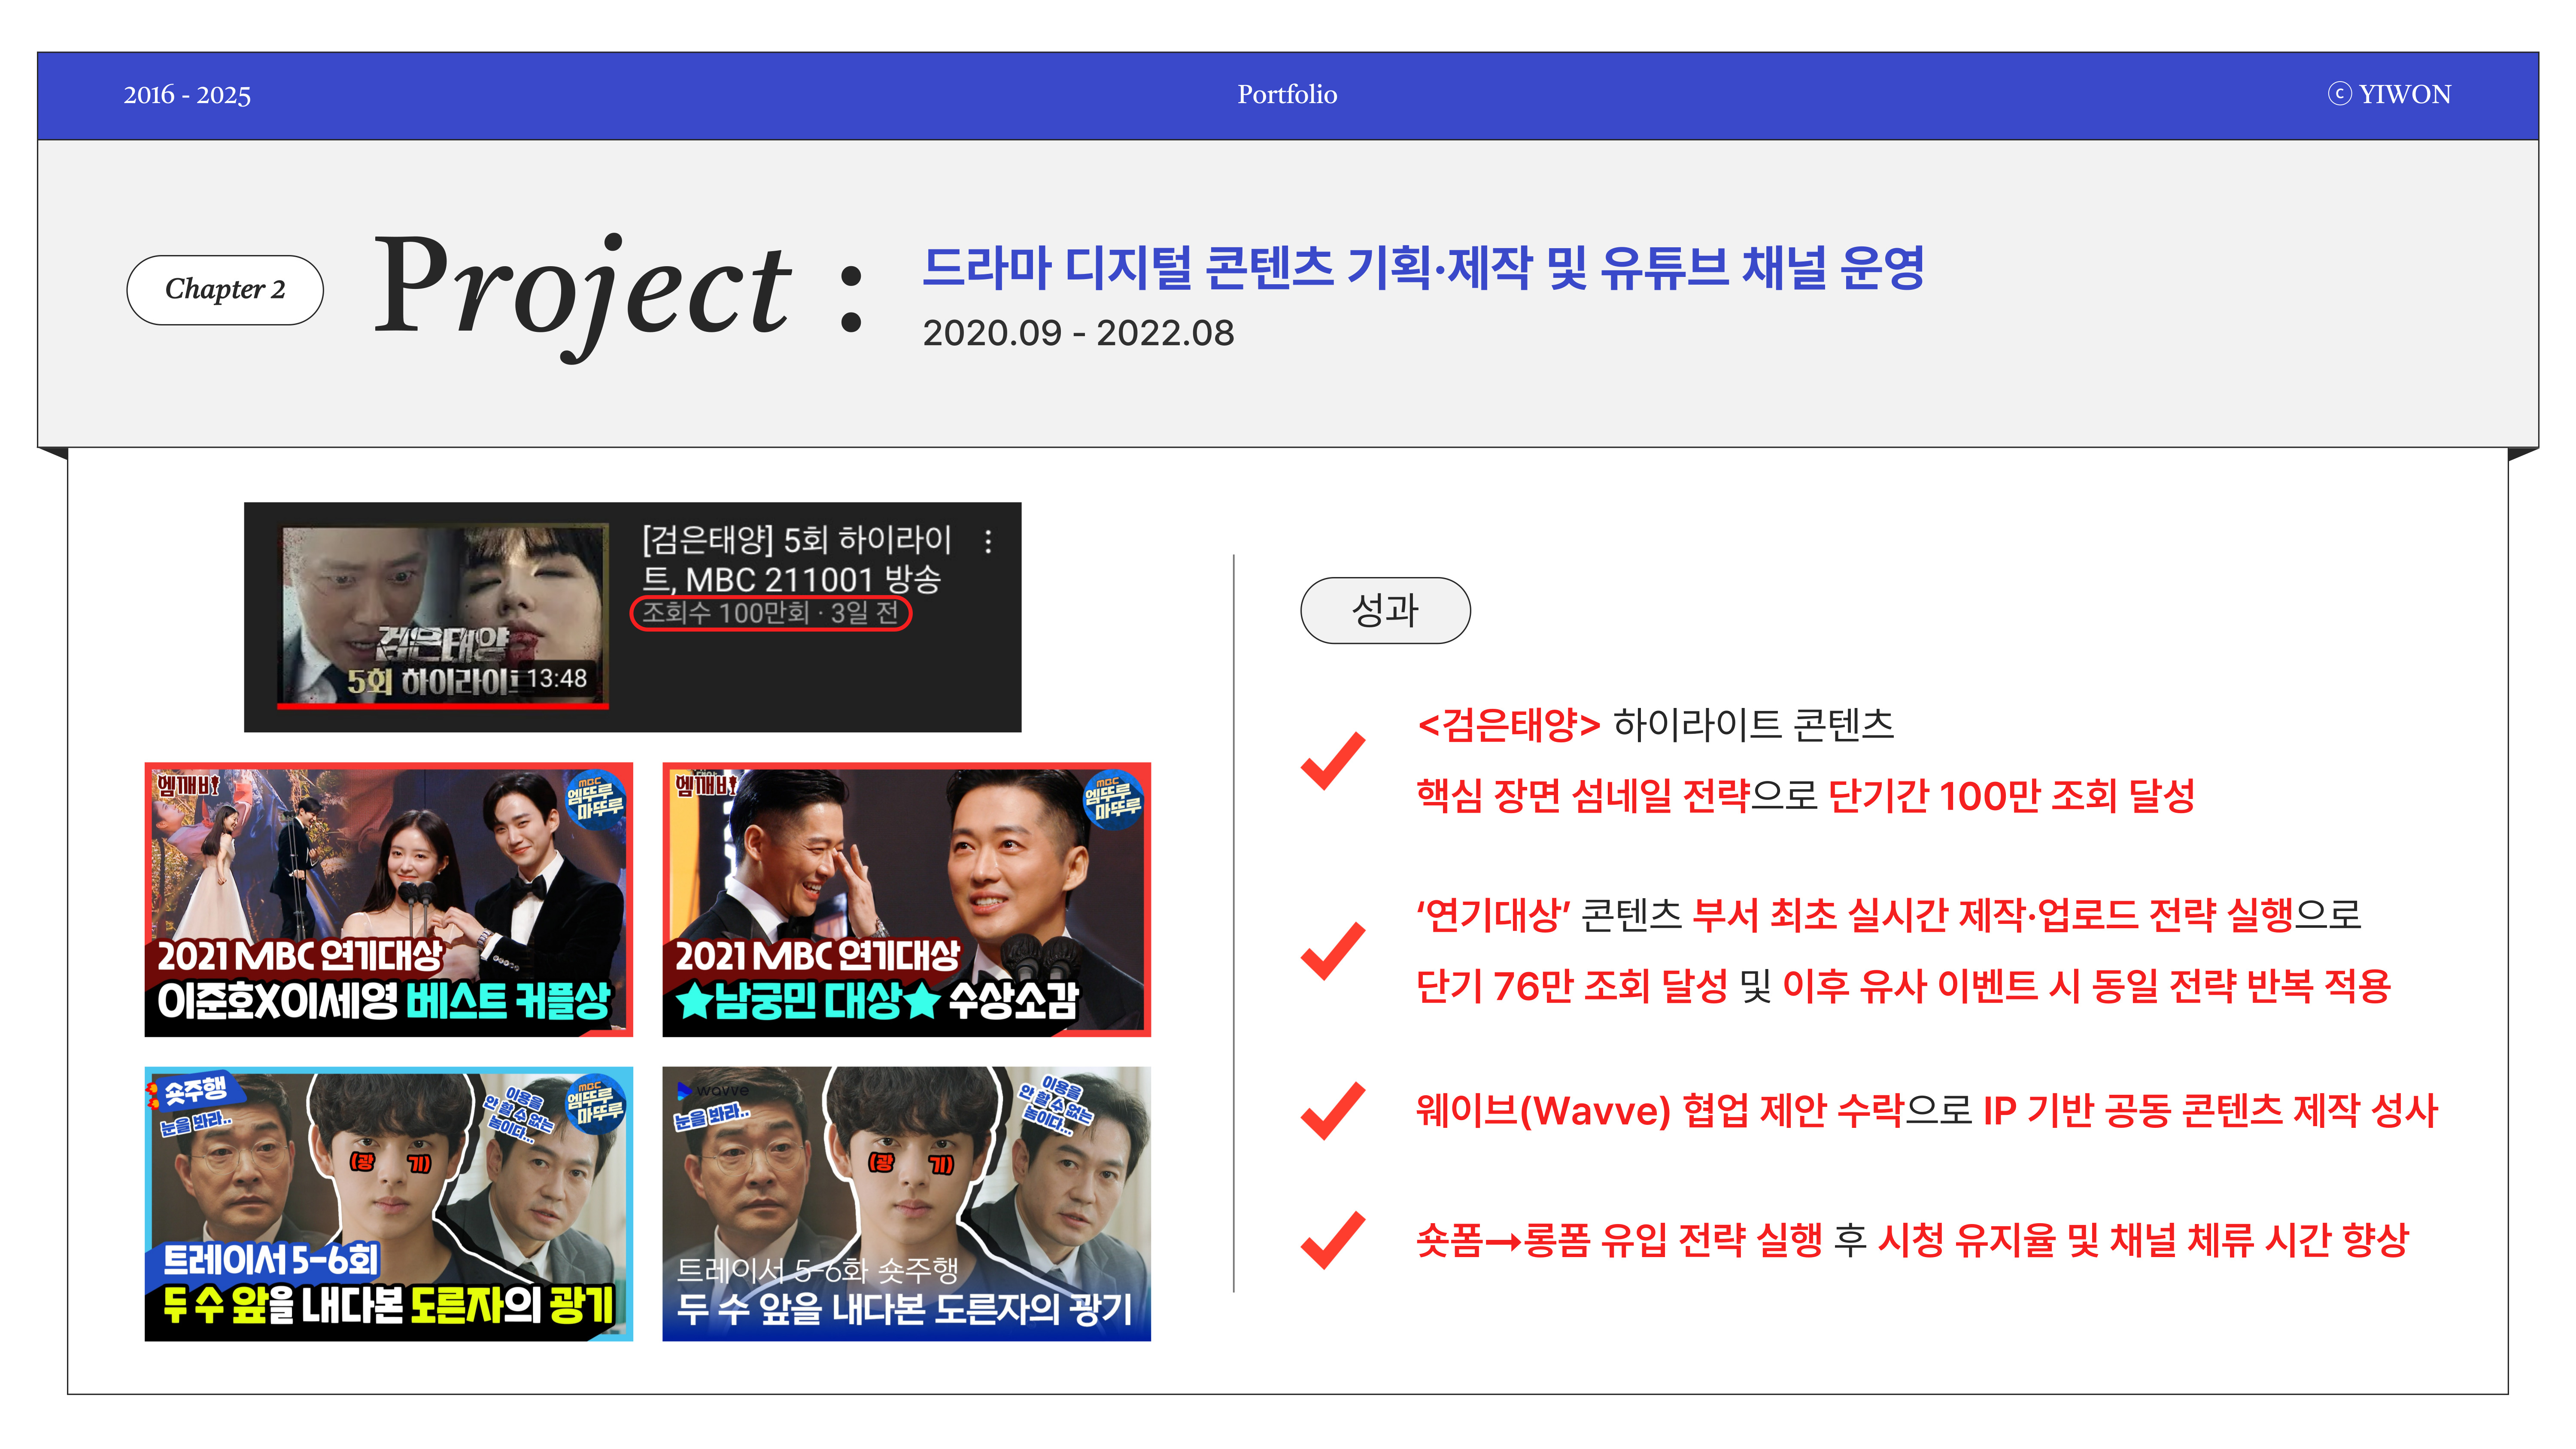 2016 - 2025
Portfolio
ⓒ YIWON
Chapter 2
Project :
드라마 디지털 콘텐츠 기획·제작 및 유튜브 채널 운영
2020.09 - 2022.08
[검은태양] 5회 하이라이
트, MBC 211001 방송
조회수 100만회 · 3일 전
검은태양
5회 하이라이
13:48
엠깨비
MBC
엠뚜루
마뚜루
2021 MBC 연기대상
이준호X이세영 베스트 커플상
엠깨비
MBC
엠뚜루
마뚜루
2021 MBC 연기대상
★남궁민 대상★ 수상소감
숏주행
눈을 봐라..
(광 기)
이용을
안 할 수 없는
놈이다...
MBC
엠뚜루
마뚜루
트레이서 5-6회
두 수 앞을 내다본 도른자의 광기
wavve
눈을 봐라..
(광 기)
이용을
안 할 수 없는
놈이다...
트레이서 5-6화 숏주행
두 수 앞을 내다본 도른자의 광기
성과
<검은태양> 하이라이트 콘텐츠
핵심 장면 섬네일 전략으로 단기간 100만 조회 달성
‘연기대상’ 콘텐츠 부서 최초 실시간 제작·업로드 전략 실행으로
단기 76만 조회 달성 및 이후 유사 이벤트 시 동일 전략 반복 적용
웨이브(Wavve) 협업 제안 수락으로 IP 기반 공동 콘텐츠 제작 성사
숏폼→롱폼 유입 전략 실행 후 시청 유지율 및 채널 체류 시간 향상